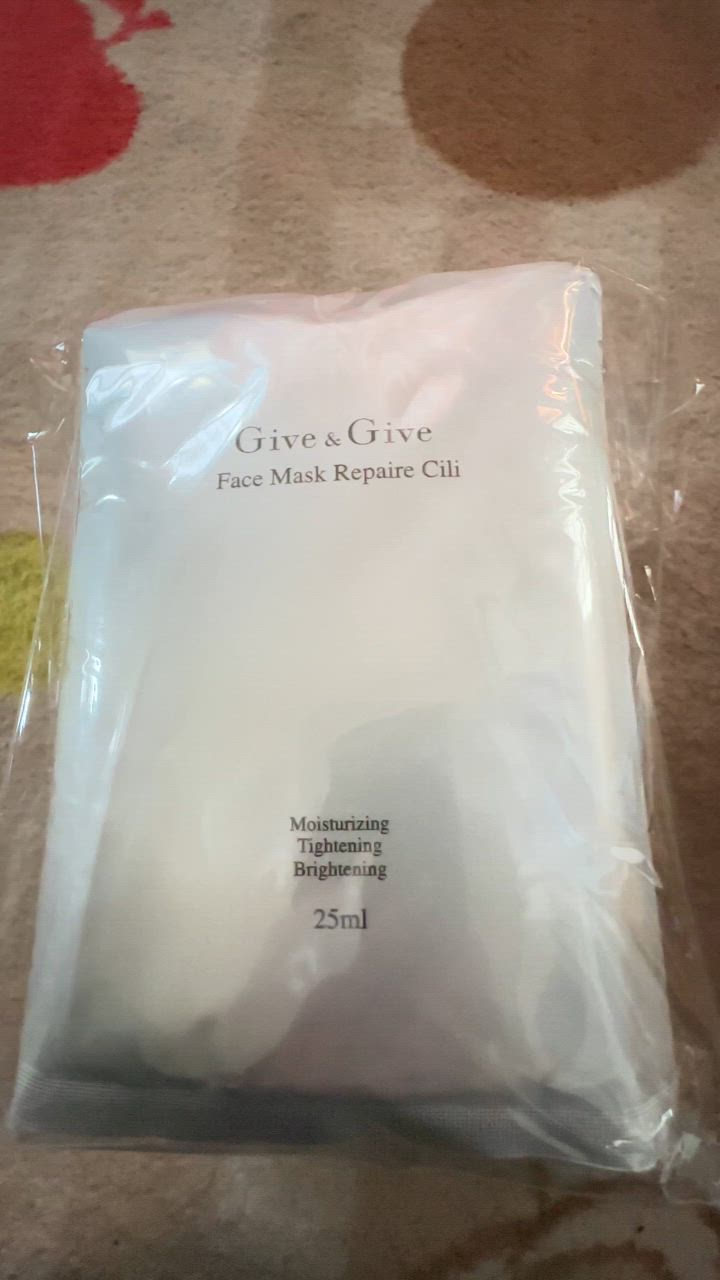 Give & Give
Face Mask Repaire Cili
Moisturizing
Tightening
Brightening
25ml